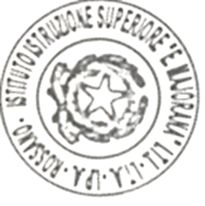 ISTITUTO ISTRUZIONE SUPERIORE "E. MAJORANA" I.T.I. - I.T.A. - I.P.A. - ROSSANO -